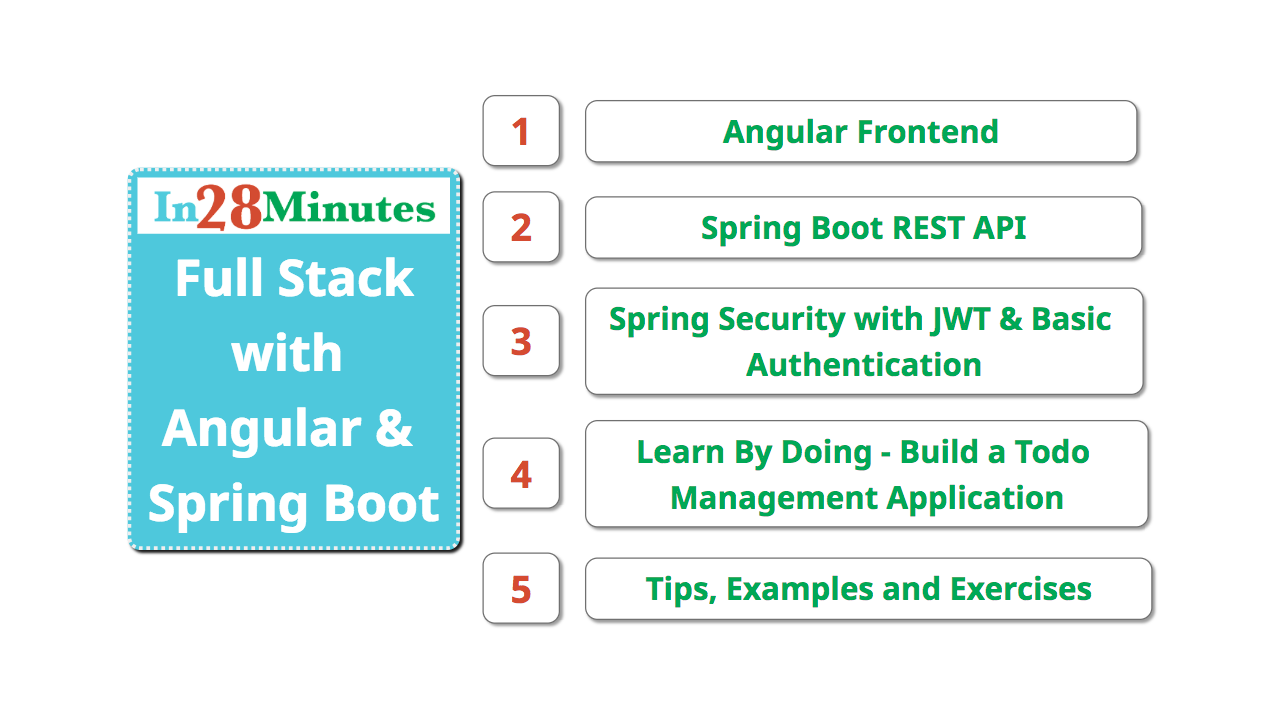 In28Minutes
Full Stack
with
Angular &
Spring Boot
1
Angular Frontend
2
Spring Boot REST API
3
Spring Security with JWT & Basic
Authentication
4
Learn By Doing - Build a Todo
Management Application
5
Tips, Examples and Exercises